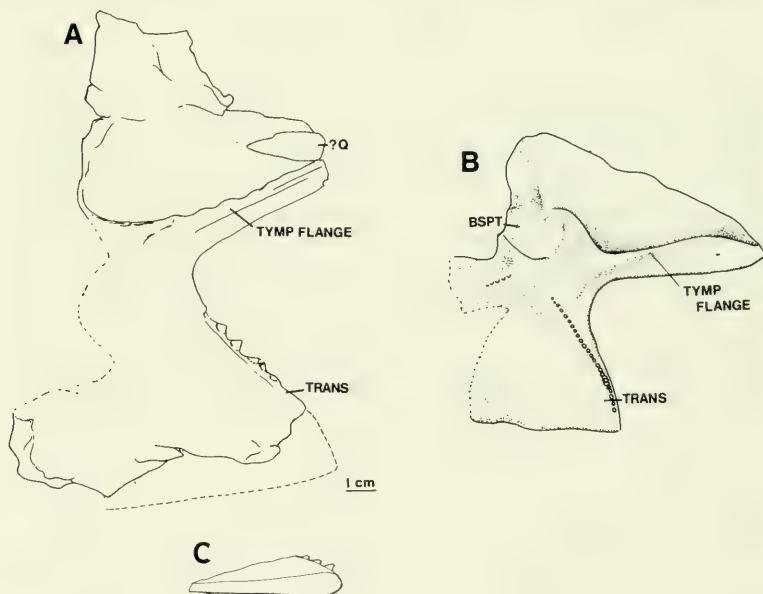 A
?Q
TYMP FLANGE
TRANS
1 cm
B
BSPT
TYMP
FLANGE
TRANS
C